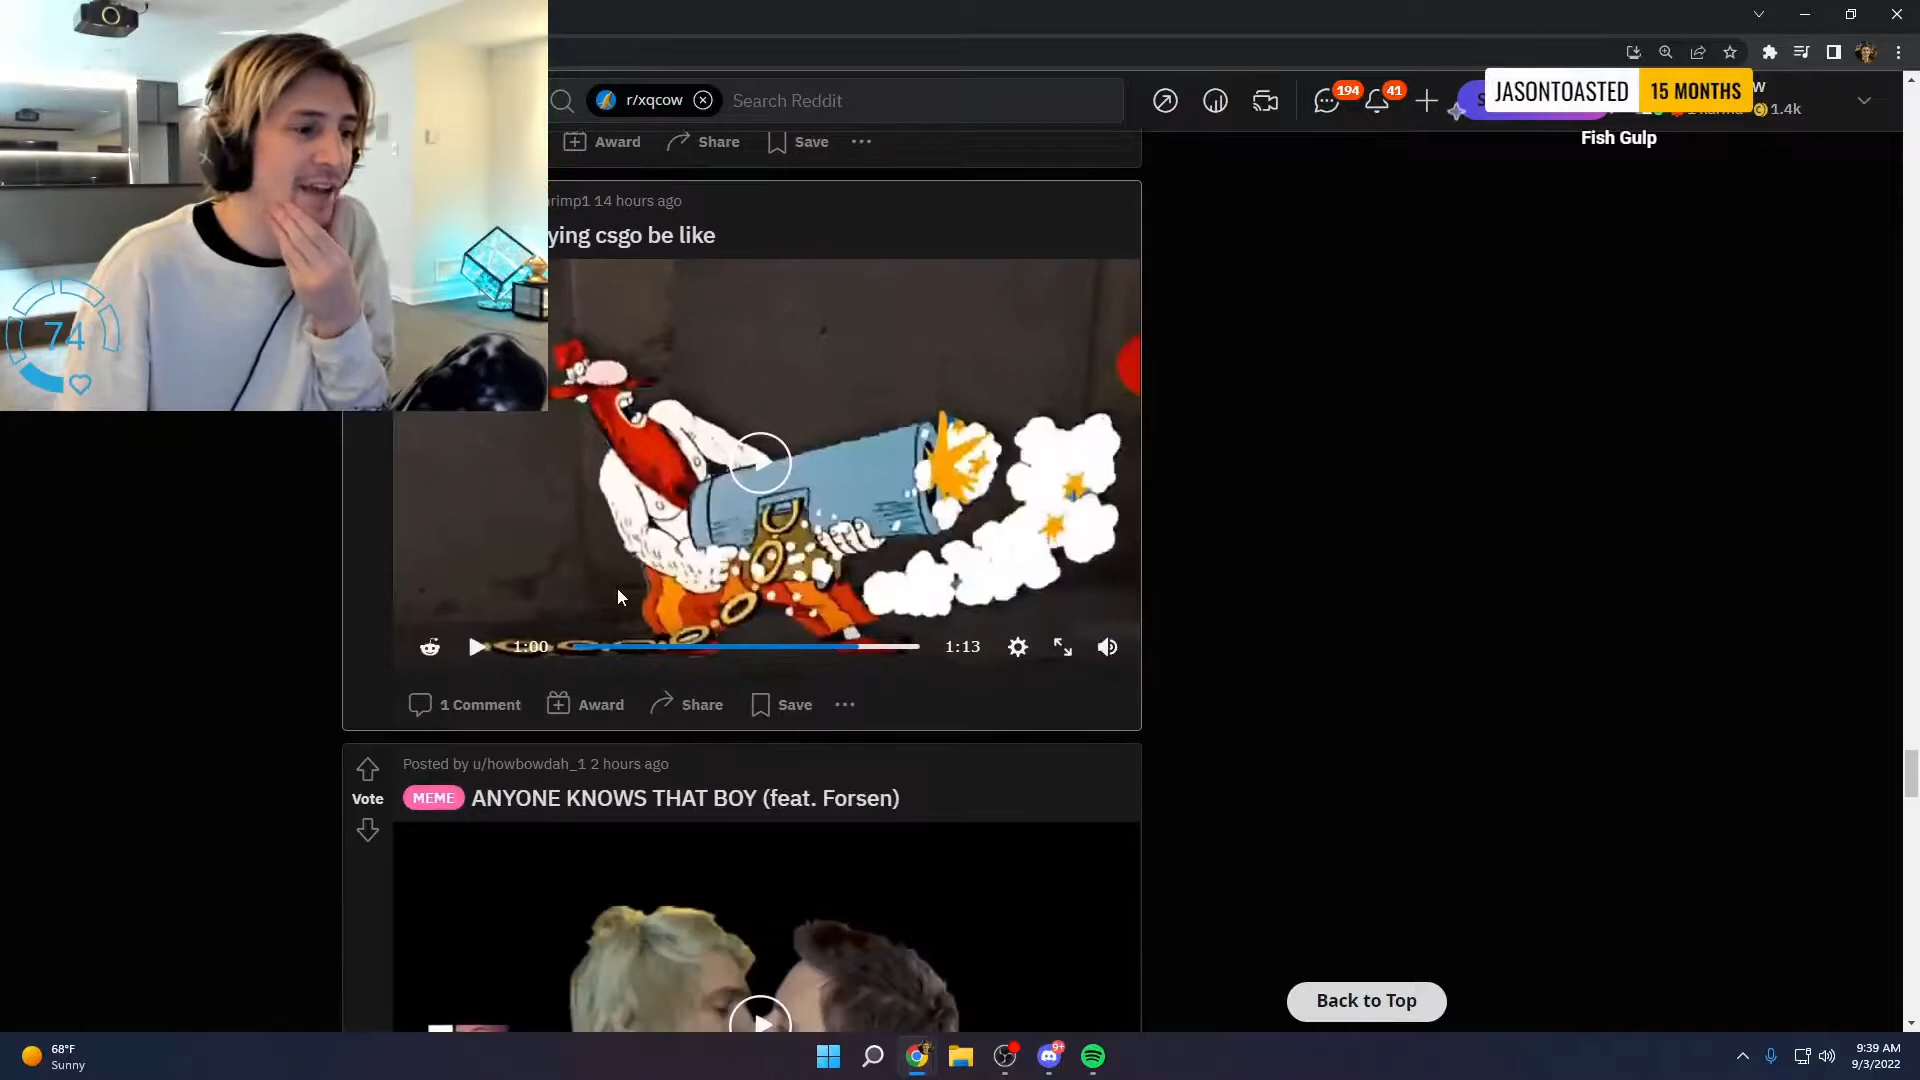 r/xqcow Search Reddit 194 41 JASONTOASTED 15 MONTHS
1.4k
Fish Gulp
Award Share Save
rimp1 14 hours ago
ying csgo be like
74
1:00 1:13
1 Comment Award Share Save
Posted by u/howbowdah_1 2 hours ago
Vote MEME ANYONE KNOWS THAT BOY (feat. Forsen)
Back to Top
68°F
Sunny
9+
9:39 AM
9/3/2022